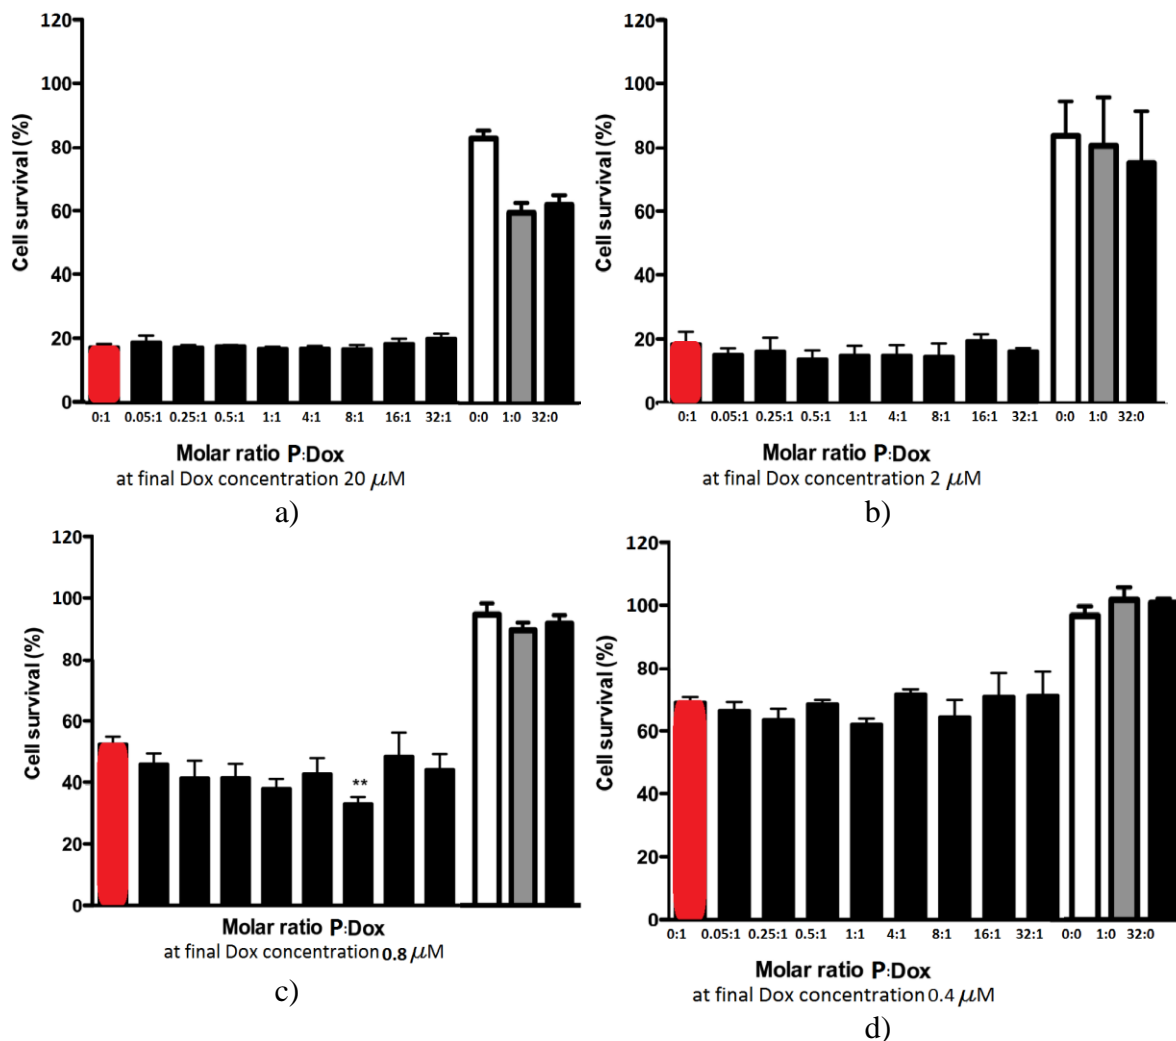 120
100
80
60
40
20
0
Cell survival (%)
0:1 0.05:1 0.25:1 0.5:1 1:1 4:1 8:1 16:1 32:1 0:0 1:0 32:0
Molar ratio P:Dox
at final Dox concentration 20 μM
a)
120
100
80
60
40
20
0
Cell survival (%)
0:1 0.05:1 0.25:1 0.5:1 1:1 4:1 8:1 16:1 32:1 0:0 1:0 32:0
Molar ratio P:Dox
at final Dox concentration 2 μM
b)
120
100
80
60
40
20
0
Cell survival (%)
**
Molar ratio P:Dox
at final Dox concentration 0.8 μM
c)
120
100
80
60
40
20
0
Cell survival (%)
0:1 0.05:1 0.25:1 0.5:1 1:1 4:1 8:1 16:1 32:1 0:0 1:0 32:0
Molar ratio P:Dox
at final Dox concentration 0.4 μM
d)